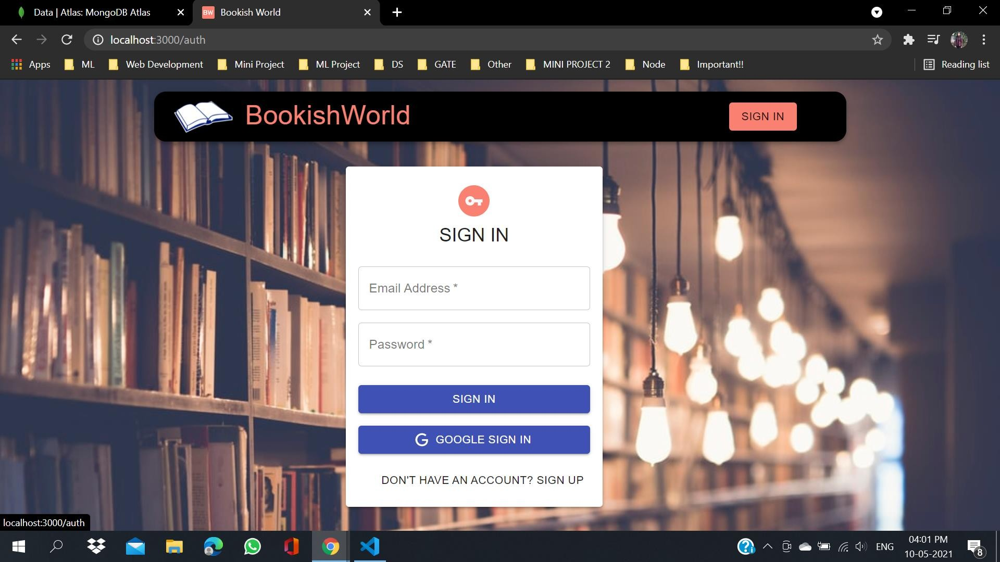 Data | Atlas: MongoDB Atlas
BW Bookish World
localhost:3000/auth
Apps ML Web Development Mini Project ML Project DS GATE Other MINI PROJECT 2 Node Important!! Reading list
BookishWorld SIGN IN
SIGN IN
Email Address *
Password *
SIGN IN
G GOOGLE SIGN IN
DON'T HAVE AN ACCOUNT? SIGN UP
localhost:3000/auth
ENG
04:01 PM
10-05-2021
8